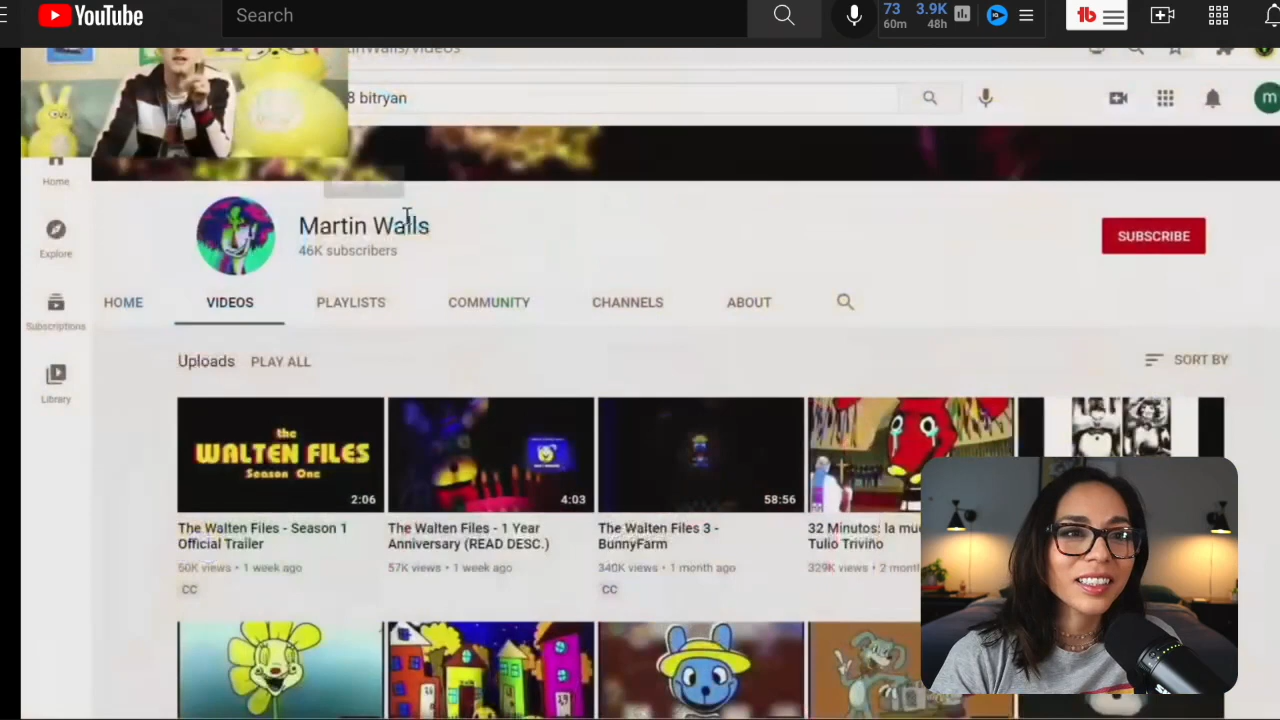 YouTube
Search
73
60m
3.9K
48h
tb
inWalls/videos
8 bitryan
m
Home
Explore
Subscriptions
Library
Martin Walls
46K subscribers
SUBSCRIBE
HOME
VIDEOS
PLAYLISTS
COMMUNITY
CHANNELS
ABOUT
Uploads
PLAY ALL
SORT BY
the
WALTEN FILES
Season One
2:06
4:03
58:56
The Walten Files - Season 1
Official Trailer
50K views • 1 week ago
CC
The Walten Files - 1 Year
Anniversary (READ DESC.)
57K views • 1 week ago
The Walten Files 3 -
BunnyFarm
340K views • 1 month ago
CC
32 Minutos: la mu
Tulio Triviño
329K views • 2 mont